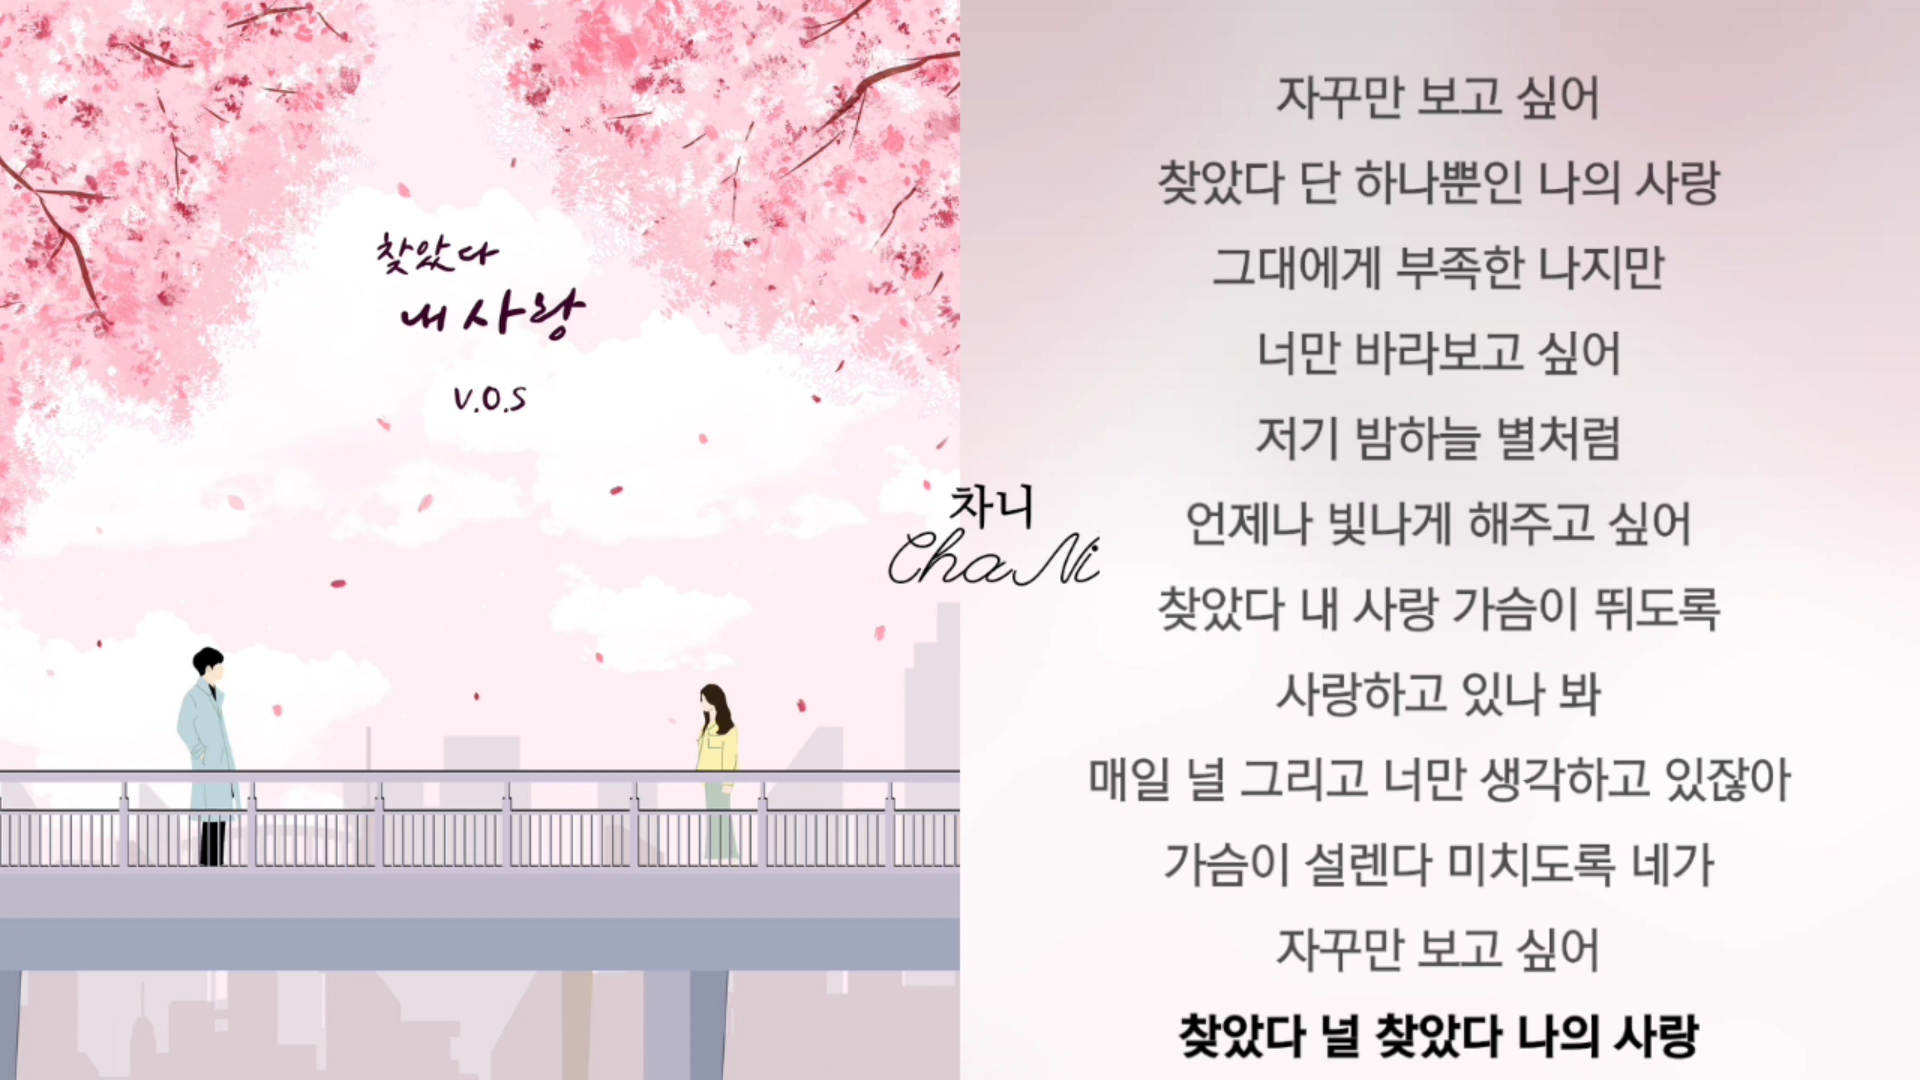 찾았다
내 사랑
V.O.S
차니
ChaNi
자꾸만 보고 싶어
찾았다 단 하나뿐인 나의 사랑
그대에게 부족한 나지만
너만 바라보고 싶어
저기 밤하늘 별처럼
언제나 빛나게 해주고 싶어
찾았다 내 사랑 가슴이 뛰도록
사랑하고 있나 봐
매일 널 그리고 너만 생각하고 있잖아
가슴이 설렌다 미치도록 네가
자꾸만 보고 싶어
찾았다 널 찾았다 나의 사랑